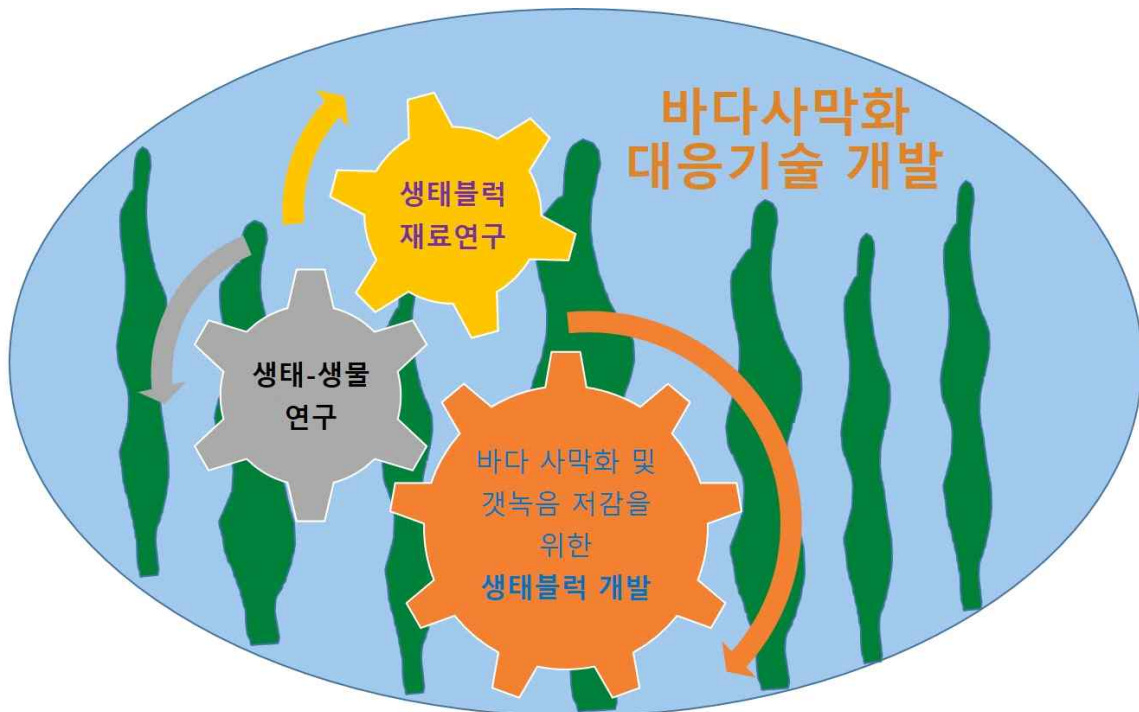 바다사막화
대응기술 개발
생태블럭
재료연구
생태-생물
연구
바다 사막화 및
갯녹음 저감을
위한
생태블럭 개발